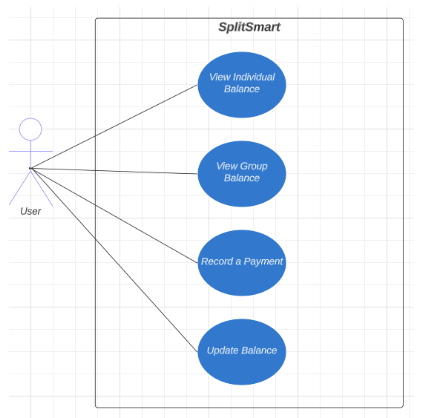 SplitSmart
View Individual
Balance
View Group
Balance
User
Record a Payment
Update Balance